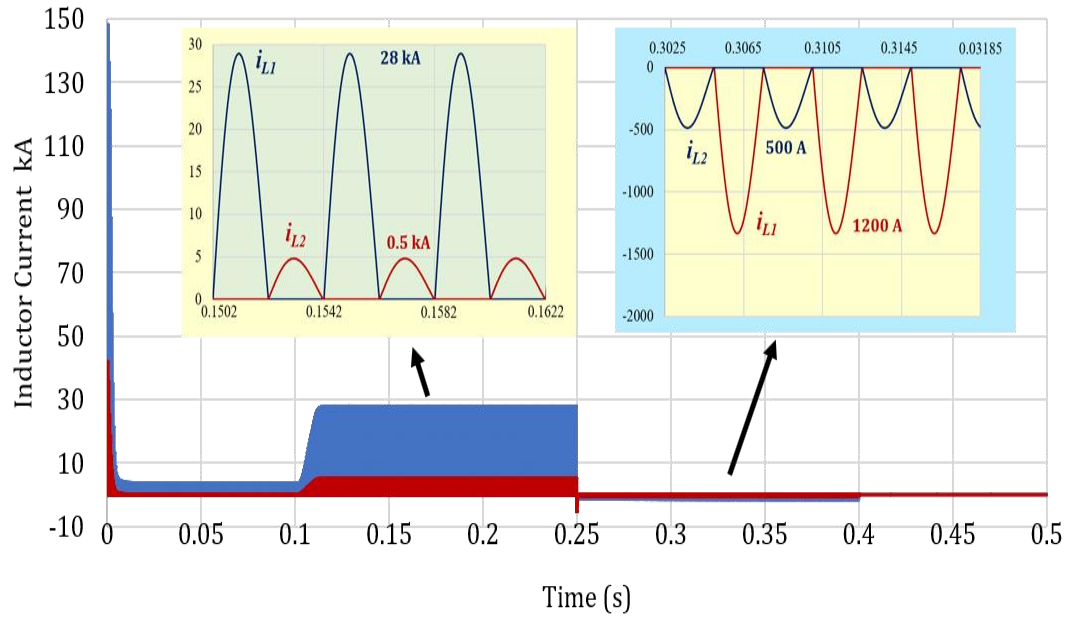 150
130
110
90
70
50
30
10
-10
Inductor Current kA
0 0.05 0.1 0.15 0.2 0.25 0.3 0.35 0.4 0.45 0.5
Time (s)
30
25
20
15
10
5
0
0.1502 0.1542 0.1582 0.1622
iL1
28 kA
iL2
0.5 kA
0.3025 0.3065 0.3105 0.3145 0.03185
0
-500
-1000
-1500
-2000
iL2
500 A
iL1
1200 A